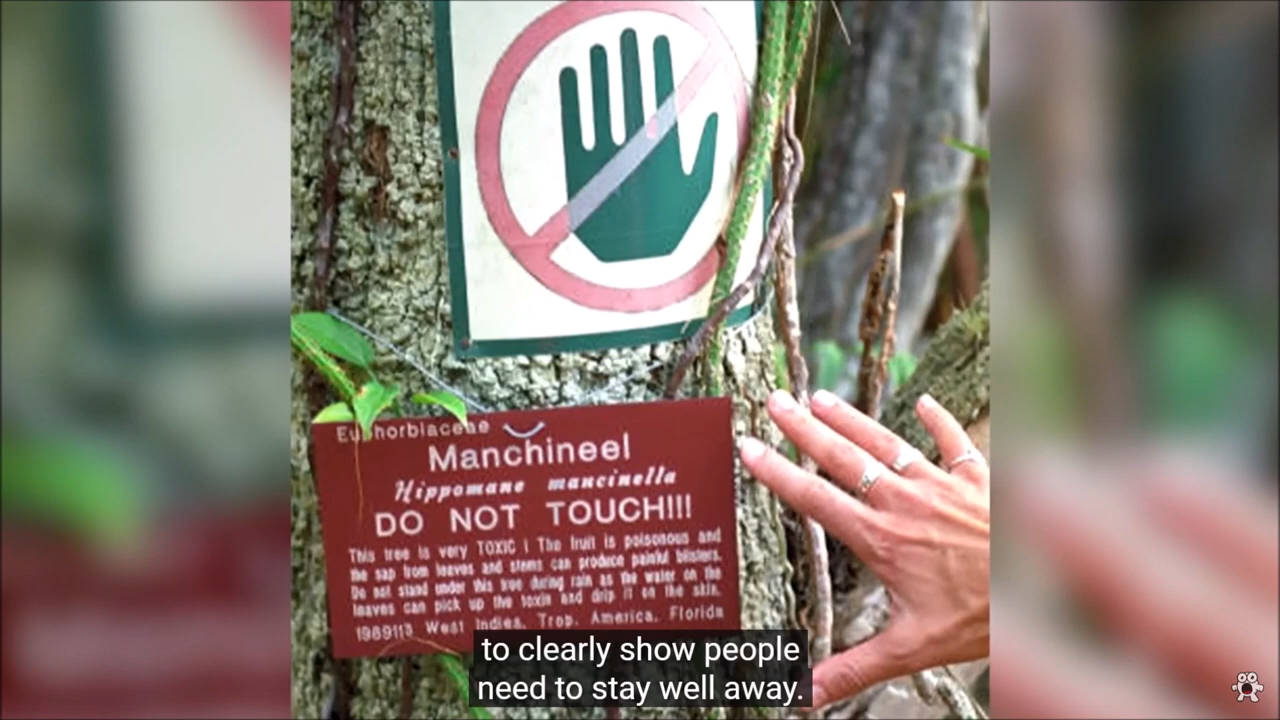 Euphorbiaceae
Manchineel
Hippomane mancinella
DO NOT TOUCH!!!
This tree is very TOXIC ! The fruit is poisonous and
the sap from leaves and stems can produce painful blisters.
Do not stand under this tree during rain as the water on the
leaves can pick up the toxin and drip it on the skin.
1989113 West Indies, Trop. America, Florida
to clearly show people
need to stay well away.